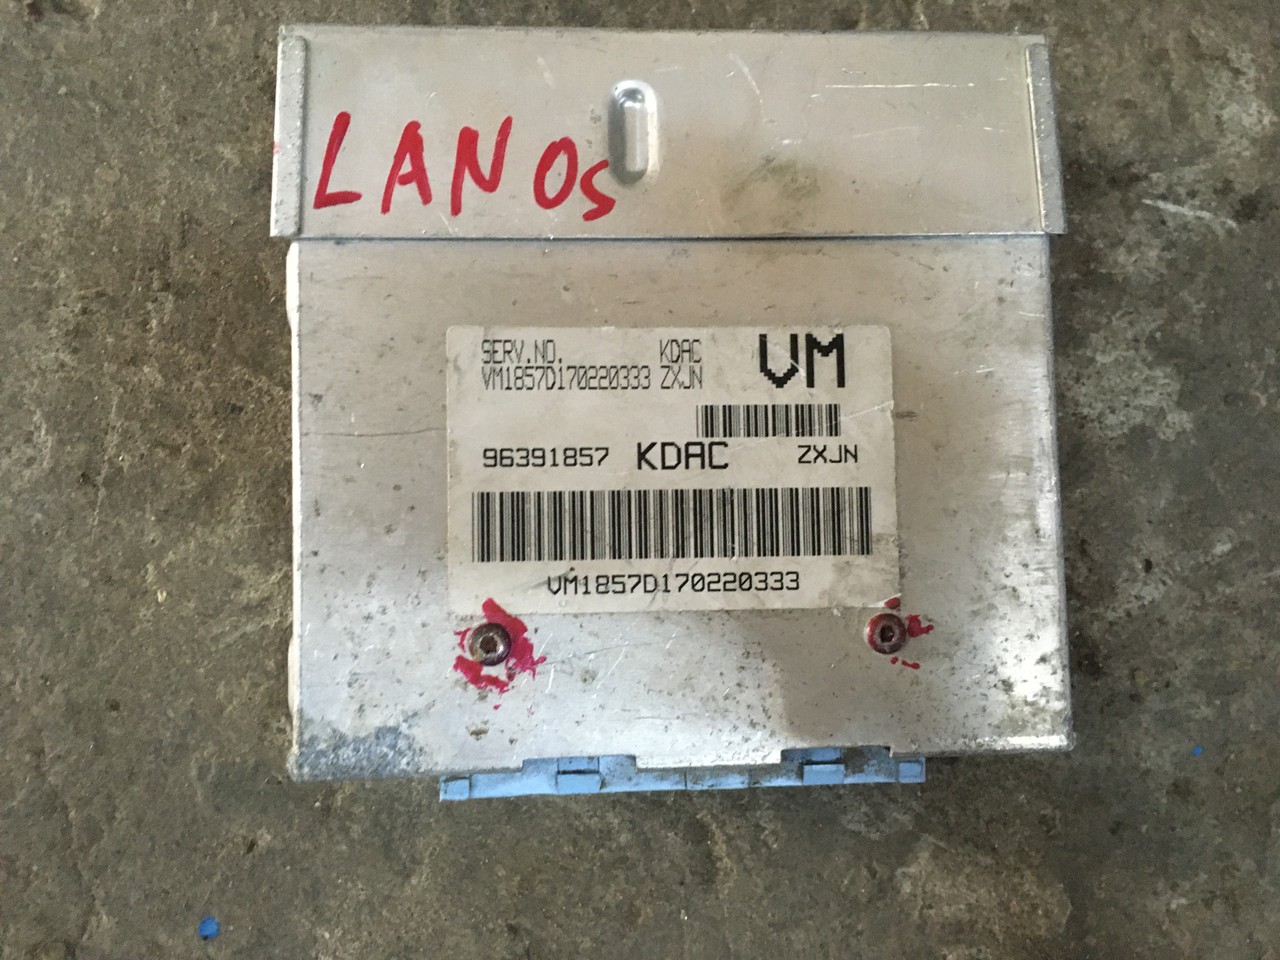 LANOS
SERV.NO. KDAC VM
VM1857D170220333 ZXJN
96391857 KDAC ZXJN
VM1857D170220333